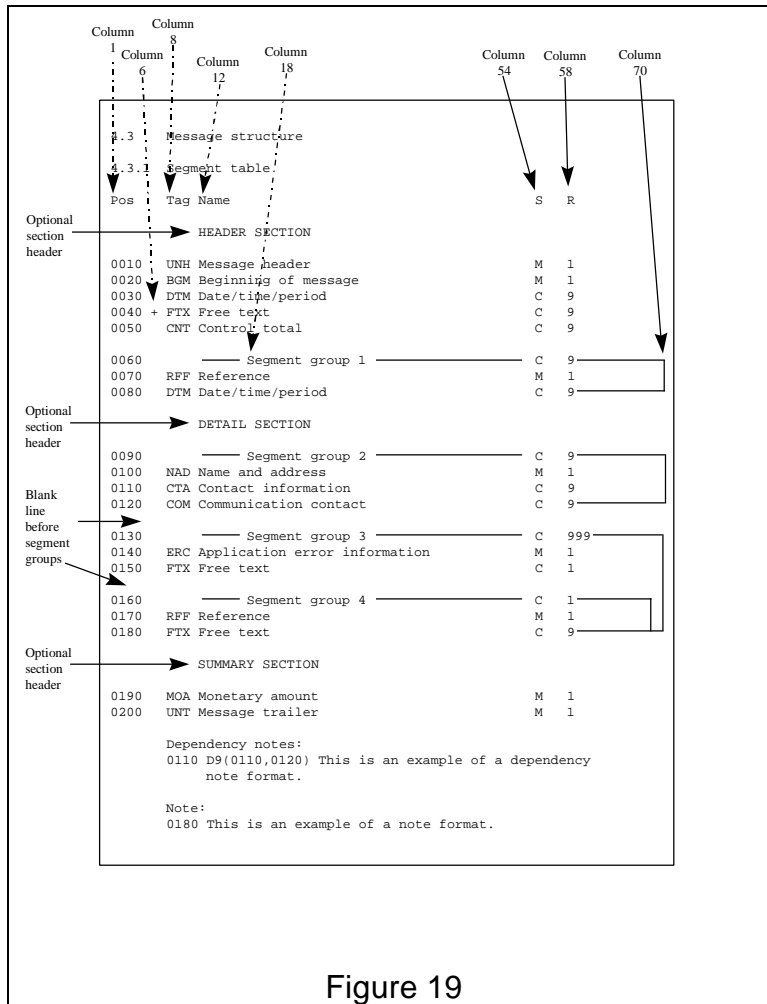 Column
1
Column
6
Column
8
Column
12
Column
18
Column
54
Column
58
Column
70
4.3 Message structure
4.3.1 Segment table
Pos Tag Name S R
Optional
section
header
HEADER SECTION
0010 UNH Message header M 1
0020 BGM Beginning of message M 1
0030 DTM Date/time/period C 9
0040 + FTX Free text C 9
0050 CNT Control total C 9
0060 Segment group 1 C 9
0070 RFF Reference M 1
0080 DTM Date/time/period C 9
Optional
section
header
DETAIL SECTION
0090 Segment group 2 C 9
0100 NAD Name and address M 1
0110 CTA Contact information C 9
0120 COM Communication contact C 9
Blank
line
before
segment
groups
0130 Segment group 3 C 999
0140 ERC Application error information M 1
0150 FTX Free text C 1
0160 Segment group 4 C 1
0170 RFF Reference M 1
0180 FTX Free text C 9
Optional
section
header
SUMMARY SECTION
0190 MOA Monetary amount M 1
0200 UNT Message trailer M 1
Dependency notes:
0110 D9(0110,0120) This is an example of a dependency
note format.
Note:
0180 This is an example of a note format.
Figure 19